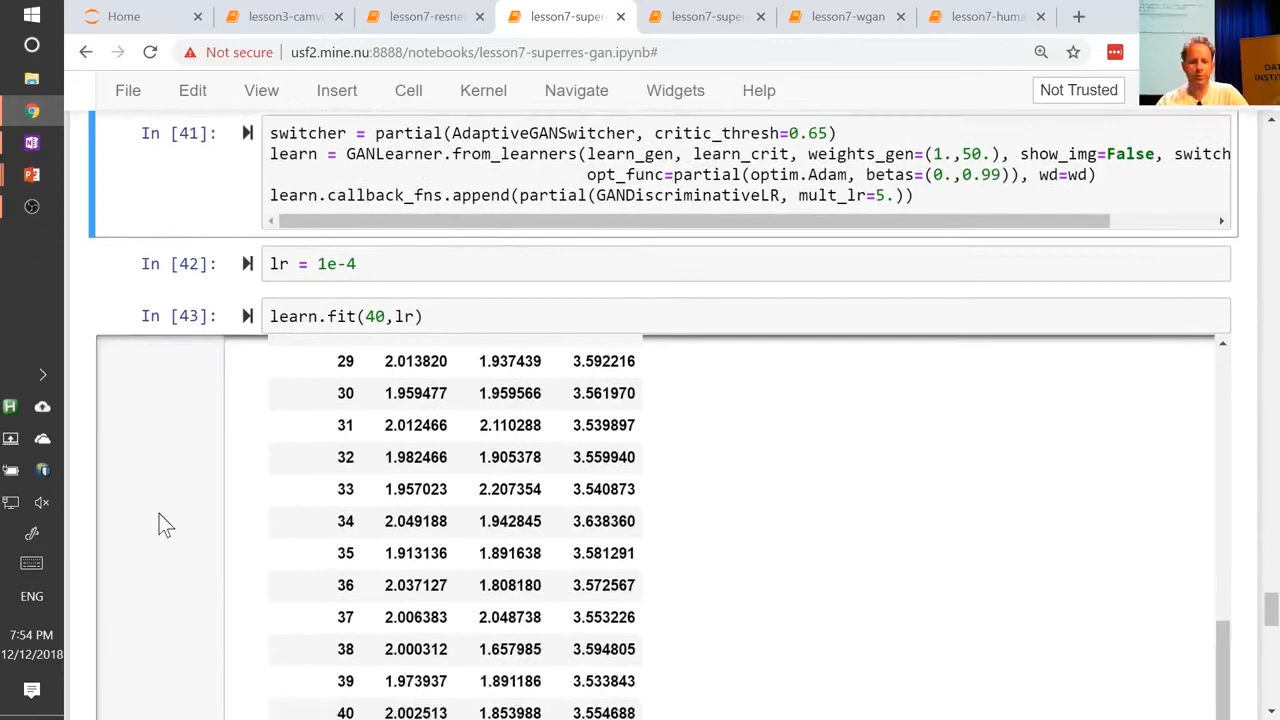 Home
lesson3-camvi
lesson7-resne
lesson7-super
lesson7-supe
lesson7-wgan
lesson7-huma
Not secure
usf2.mine.nu:8888/notebooks/lesson7-superres-gan.ipynb#
DAT
INSTIT
File Edit View Insert Cell Kernel Navigate Widgets Help Not Trusted
In [41]: switcher = partial(AdaptiveGANSwitcher, critic_thresh=0.65)
learn = GANLearner.from_learners(learn_gen, learn_crit, weights_gen=(1.,50.), show_img=False, switch
opt_func=partial(optim.Adam, betas=(0.,0.99)), wd=wd)
learn.callback_fns.append(partial(GANDiscriminativeLR, mult_lr=5.))
In [42]: lr = 1e-4
In [43]: learn.fit(40,lr)
29 2.013820 1.937439 3.592216
30 1.959477 1.959566 3.561970
31 2.012466 2.110288 3.539897
32 1.982466 1.905378 3.559940
33 1.957023 2.207354 3.540873
34 2.049188 1.942845 3.638360
35 1.913136 1.891638 3.581291
36 2.037127 1.808180 3.572567
37 2.006383 2.048738 3.553226
38 2.000312 1.657985 3.594805
39 1.973937 1.891186 3.533843
40 2.002513 1.853988 3.554688
ENG
7:54 PM
12/12/2018